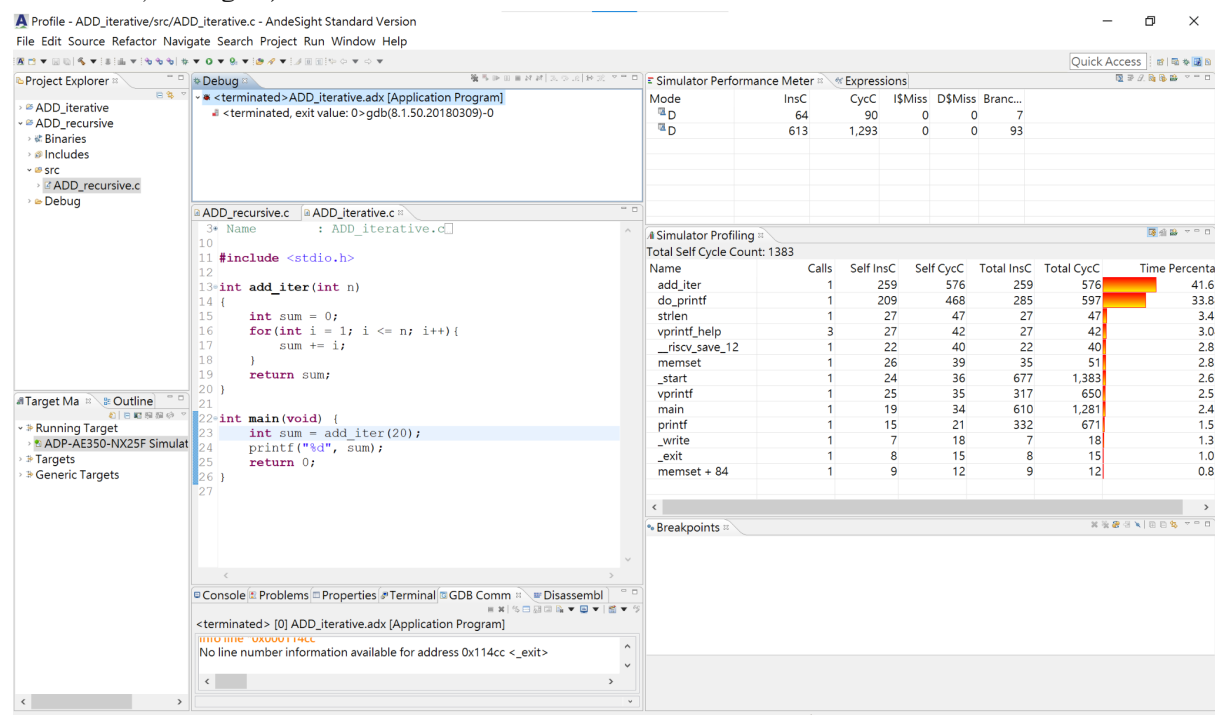 Profile - ADD_iterative/src/ADD_iterative.c - AndeSight Standard Version
File Edit Source Refactor Navigate Search Project Run Window Help
Quick Access
Project Explorer
ADD_iterative
ADD_recursive
Binaries
Includes
src
ADD_recursive.c
Debug
Debug
<terminated>ADD_iterative.adx [Application Program]
<terminated, exit value: 0>gdb(8.1.50.20180309)-0
ADD_recursive.c ADD_iterative.c
3 Name : ADD_iterative.c
10
11 #include <stdio.h>
12
13 int add_iter(int n)
14 {
15 int sum = 0;
16 for(int i = 1; i <= n; i++){
17 sum += i;
18 }
19 return sum;
20 }
21
22 int main(void) {
23 int sum = add_iter(20);
24 printf("%d", sum);
25 return 0;
26 }
27
Simulator Performance Meter Expressions
Mode InsC CycC I$Miss D$Miss Branc...
D 64 90 0 0 7
D 613 1,293 0 0 93
Simulator Profiling
Total Self Cycle Count: 1383
Name Calls Self InsC Self CycC Total InsC Total CycC Time Percenta
add_iter 1 259 576 259 576 41.6
do_printf 1 209 468 285 597 33.8
strlen 1 27 47 27 47 3.4
vprintf_help 3 27 42 27 42 3.0
__riscv_save_12 1 22 40 22 40 2.8
memset 1 26 39 35 51 2.8
_start 1 24 36 677 1,383 2.6
vprintf 1 25 35 317 650 2.5
main 1 19 34 610 1,281 2.4
printf 1 15 21 332 671 1.5
_write 1 7 18 7 18 1.3
_exit 1 8 15 8 15 1.0
memset + 84 1 9 12 9 12 0.8
Target Ma Outline
Running Target
ADP-AE350-NX25F Simulat
Targets
Generic Targets
Breakpoints
Console Problems Properties Terminal GDB Comm Disassembl
<terminated> [0] ADD_iterative.adx [Application Program]
No line number information available for address 0x114cc <_exit>